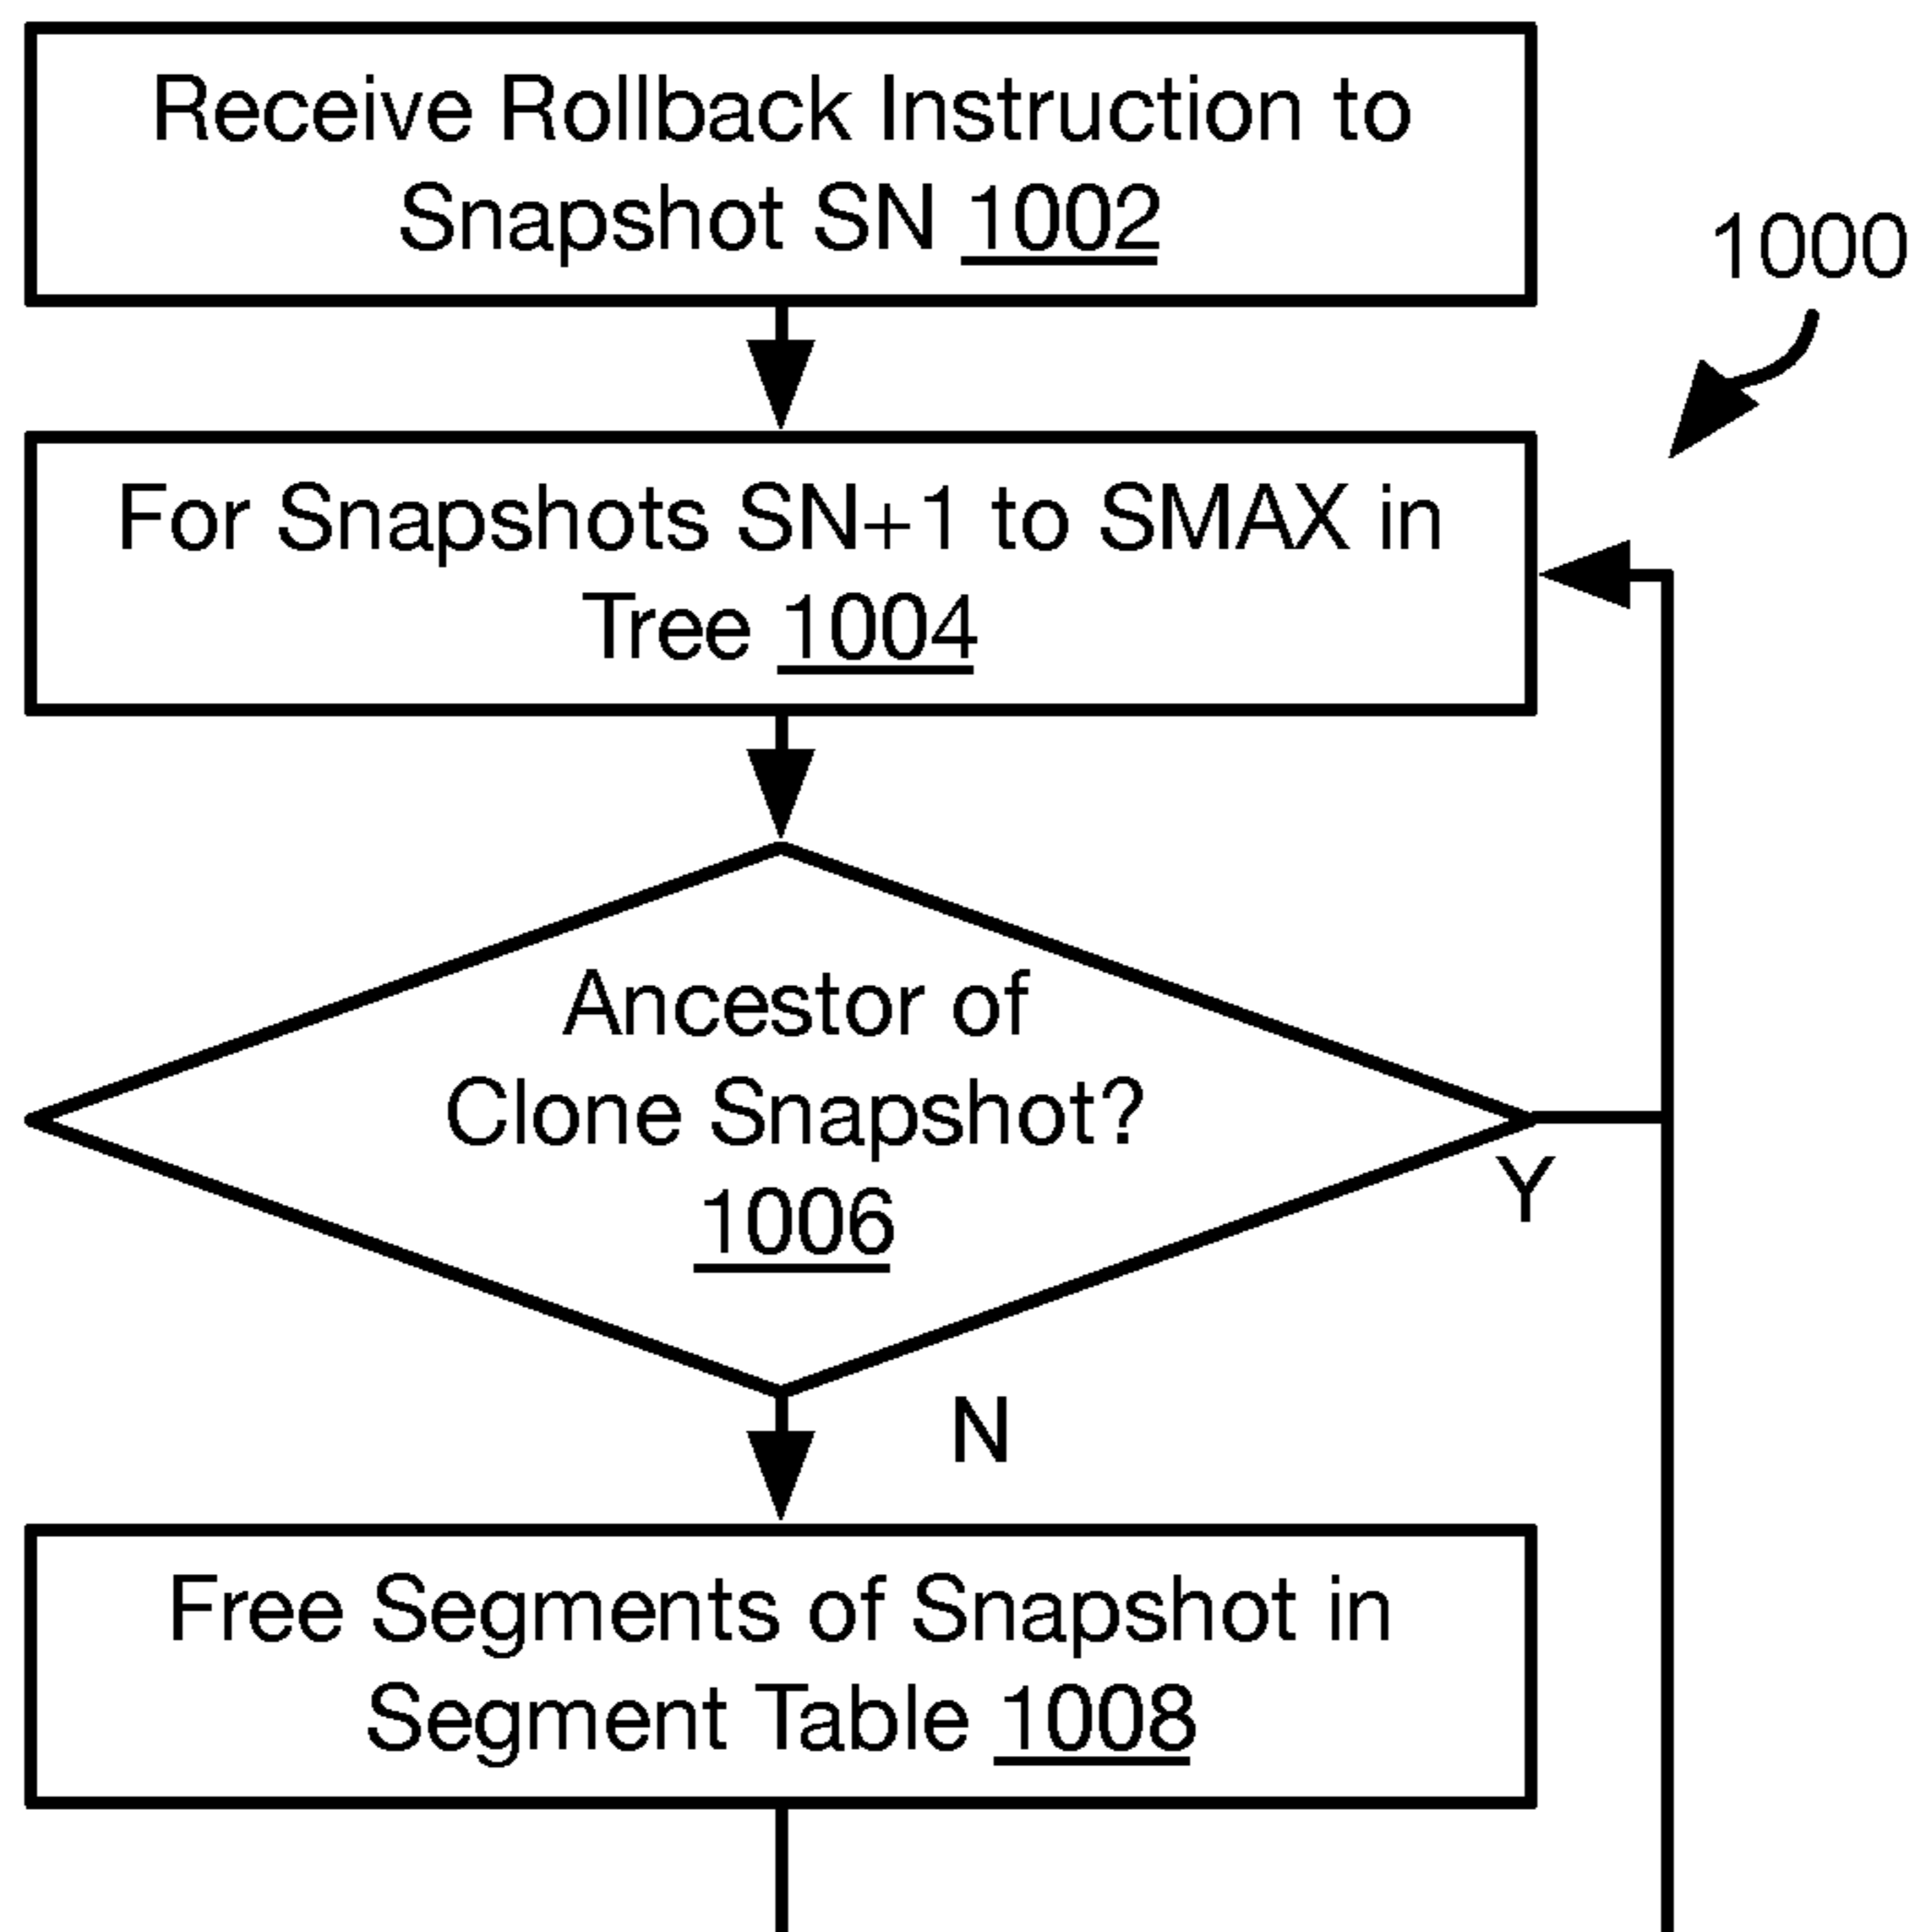 Receive Rollback Instruction to
Snapshot SN 1002
1000
For Snapshots SN+1 to SMAX in
Tree 1004
Ancestor of
Clone Snapshot?
1006
Y
N
Free Segments of Snapshot in
Segment Table 1008